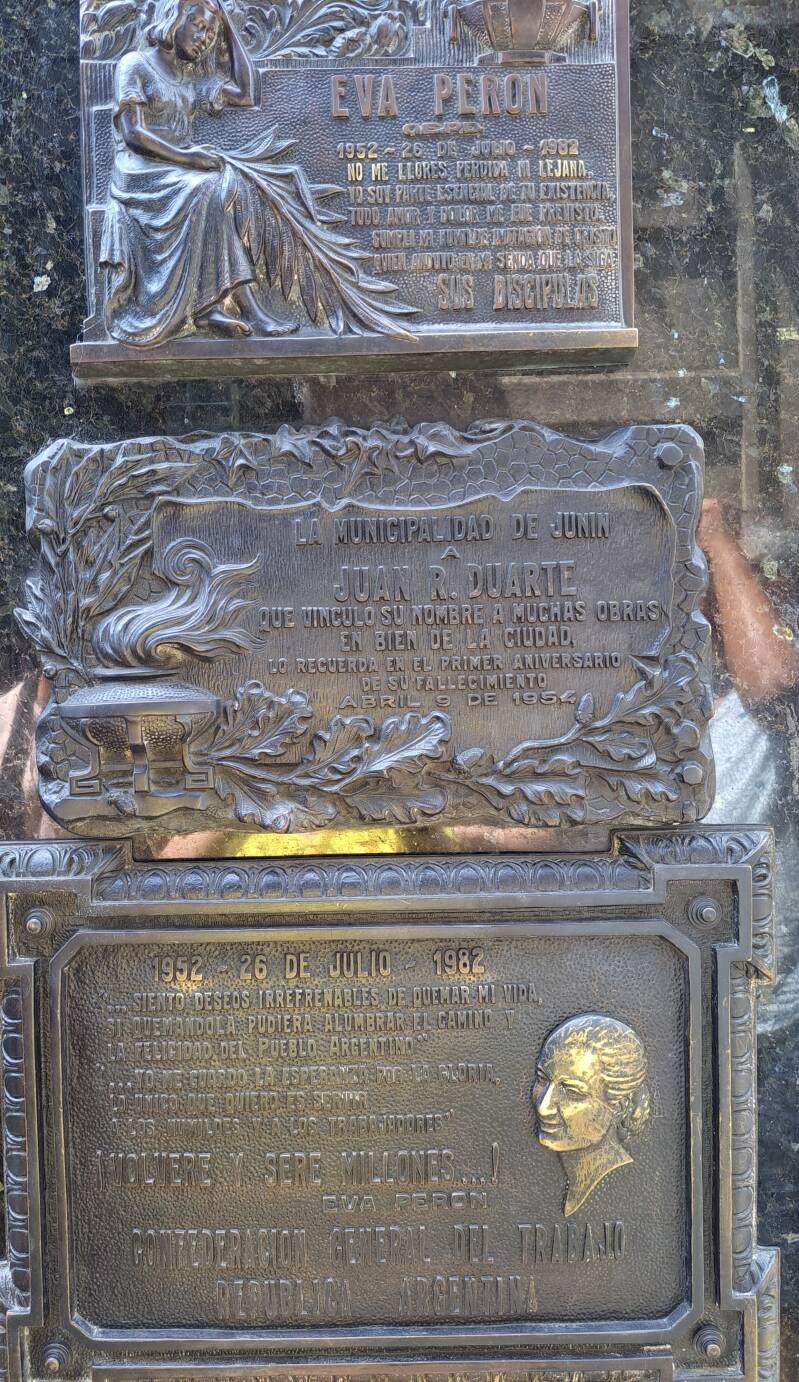 EVA PERON
Q.E.P.D.
1952 - 26 DE JULIO - 1982
NO ME LLORES PERDIDA NI LEJANA.
YO SOY PARTE ESENCIAL DE TU EXISTENCIA,
TODO AMOR Y DOLOR ME FUE PREVISTO,
CUMPLI MI HUMILDE IMITACION DE CRISTO
QUIEN ANDUVO EN MI SENDA QUE LA SIGA
SUS DISCIPULAS
LA MUNICIPALIDAD DE JUNIN
A
JUAN R. DUARTE
QUE VINCULO SU NOMBRE A MUCHAS OBRAS
EN BIEN DE LA CIUDAD.
LO RECUERDA EN EL PRIMER ANIVERSARIO
DE SU FALLECIMIENTO
ABRIL 9 DE 1954
1952 - 26 DE JULIO - 1982
"...SIENTO DESEOS IRREFRENABLES DE QUEMAR MI VIDA,
SI QUEMANDOLA PUDIERA ALUMBRAR EL CAMINO Y
LA FELICIDAD DEL PUEBLO ARGENTINO"
"...YO ME GUARDO LA ESPERANZA POR LA GLORIA,
LO UNICO QUE QUIERO ES SERVIR
A LOS HUMILDES Y A LOS TRABAJADORES"
¡VOLVERE Y SERE MILLONES...!
EVA PERON
CONFEDERACION GENERAL DEL TRABAJO
REPUBLICA ARGENTINA